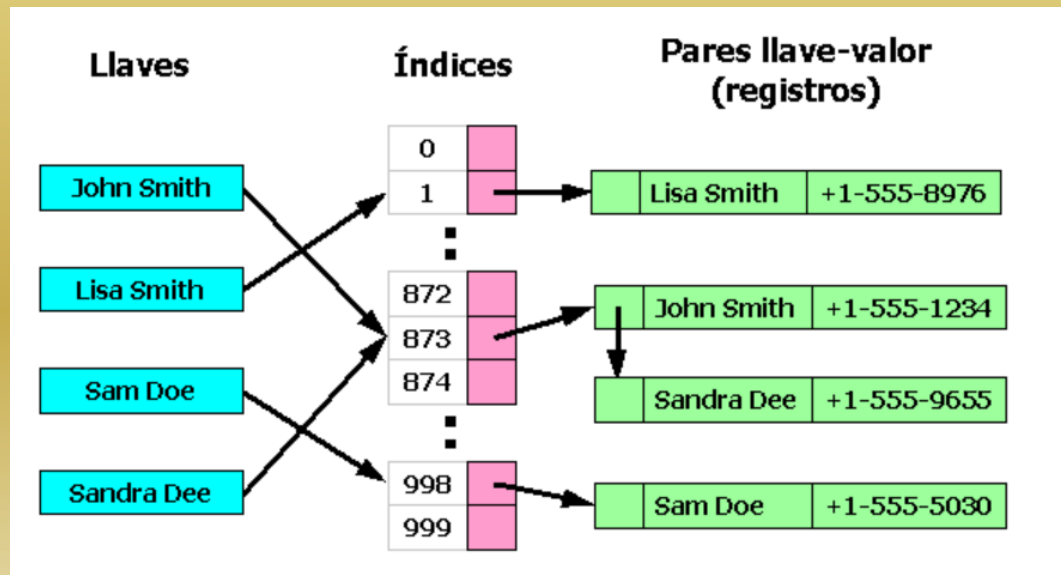 Llaves
Índices
Pares llave-valor
(registros)
John Smith
Lisa Smith
Sam Doe
Sandra Dee
0
1
:
872
873
874
:
998
999
Lisa Smith +1-555-8976
John Smith +1-555-1234
Sandra Dee +1-555-9655
Sam Doe +1-555-5030